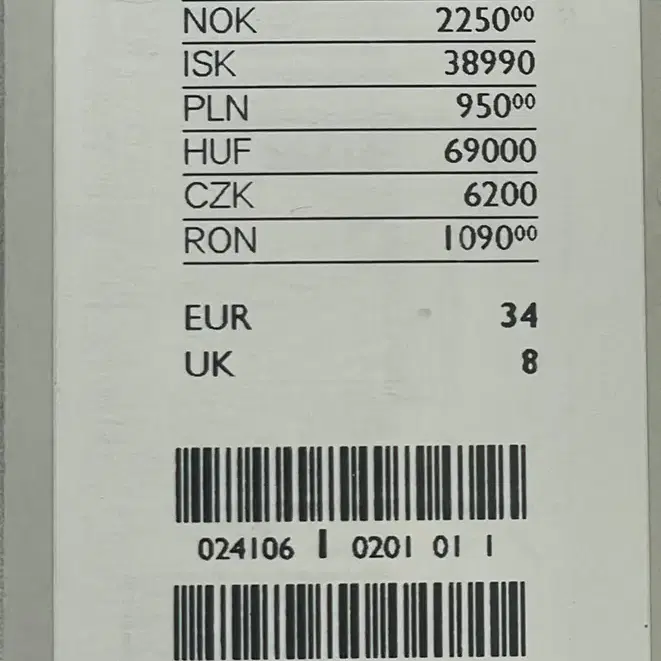 NOK 2250⁰⁰
ISK 38990
PLN 950⁰⁰
HUF 69000
CZK 6200
RON 1090⁰⁰
EUR 34
UK 8
024106 1 0201 01 1